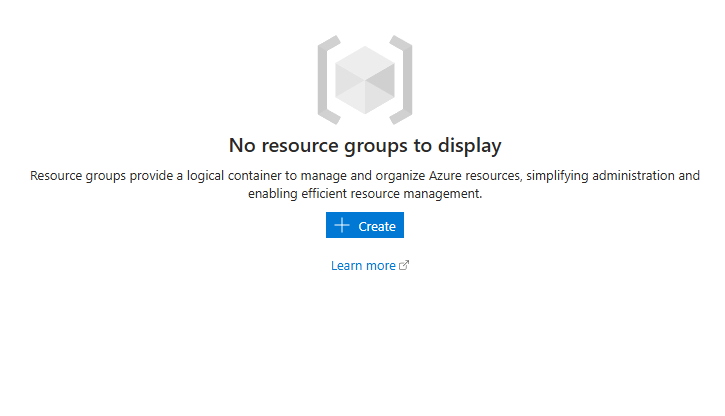 No resource groups to display
Resource groups provide a logical container to manage and organize Azure resources, simplifying administration and
enabling efficient resource management.
Create
Learn more